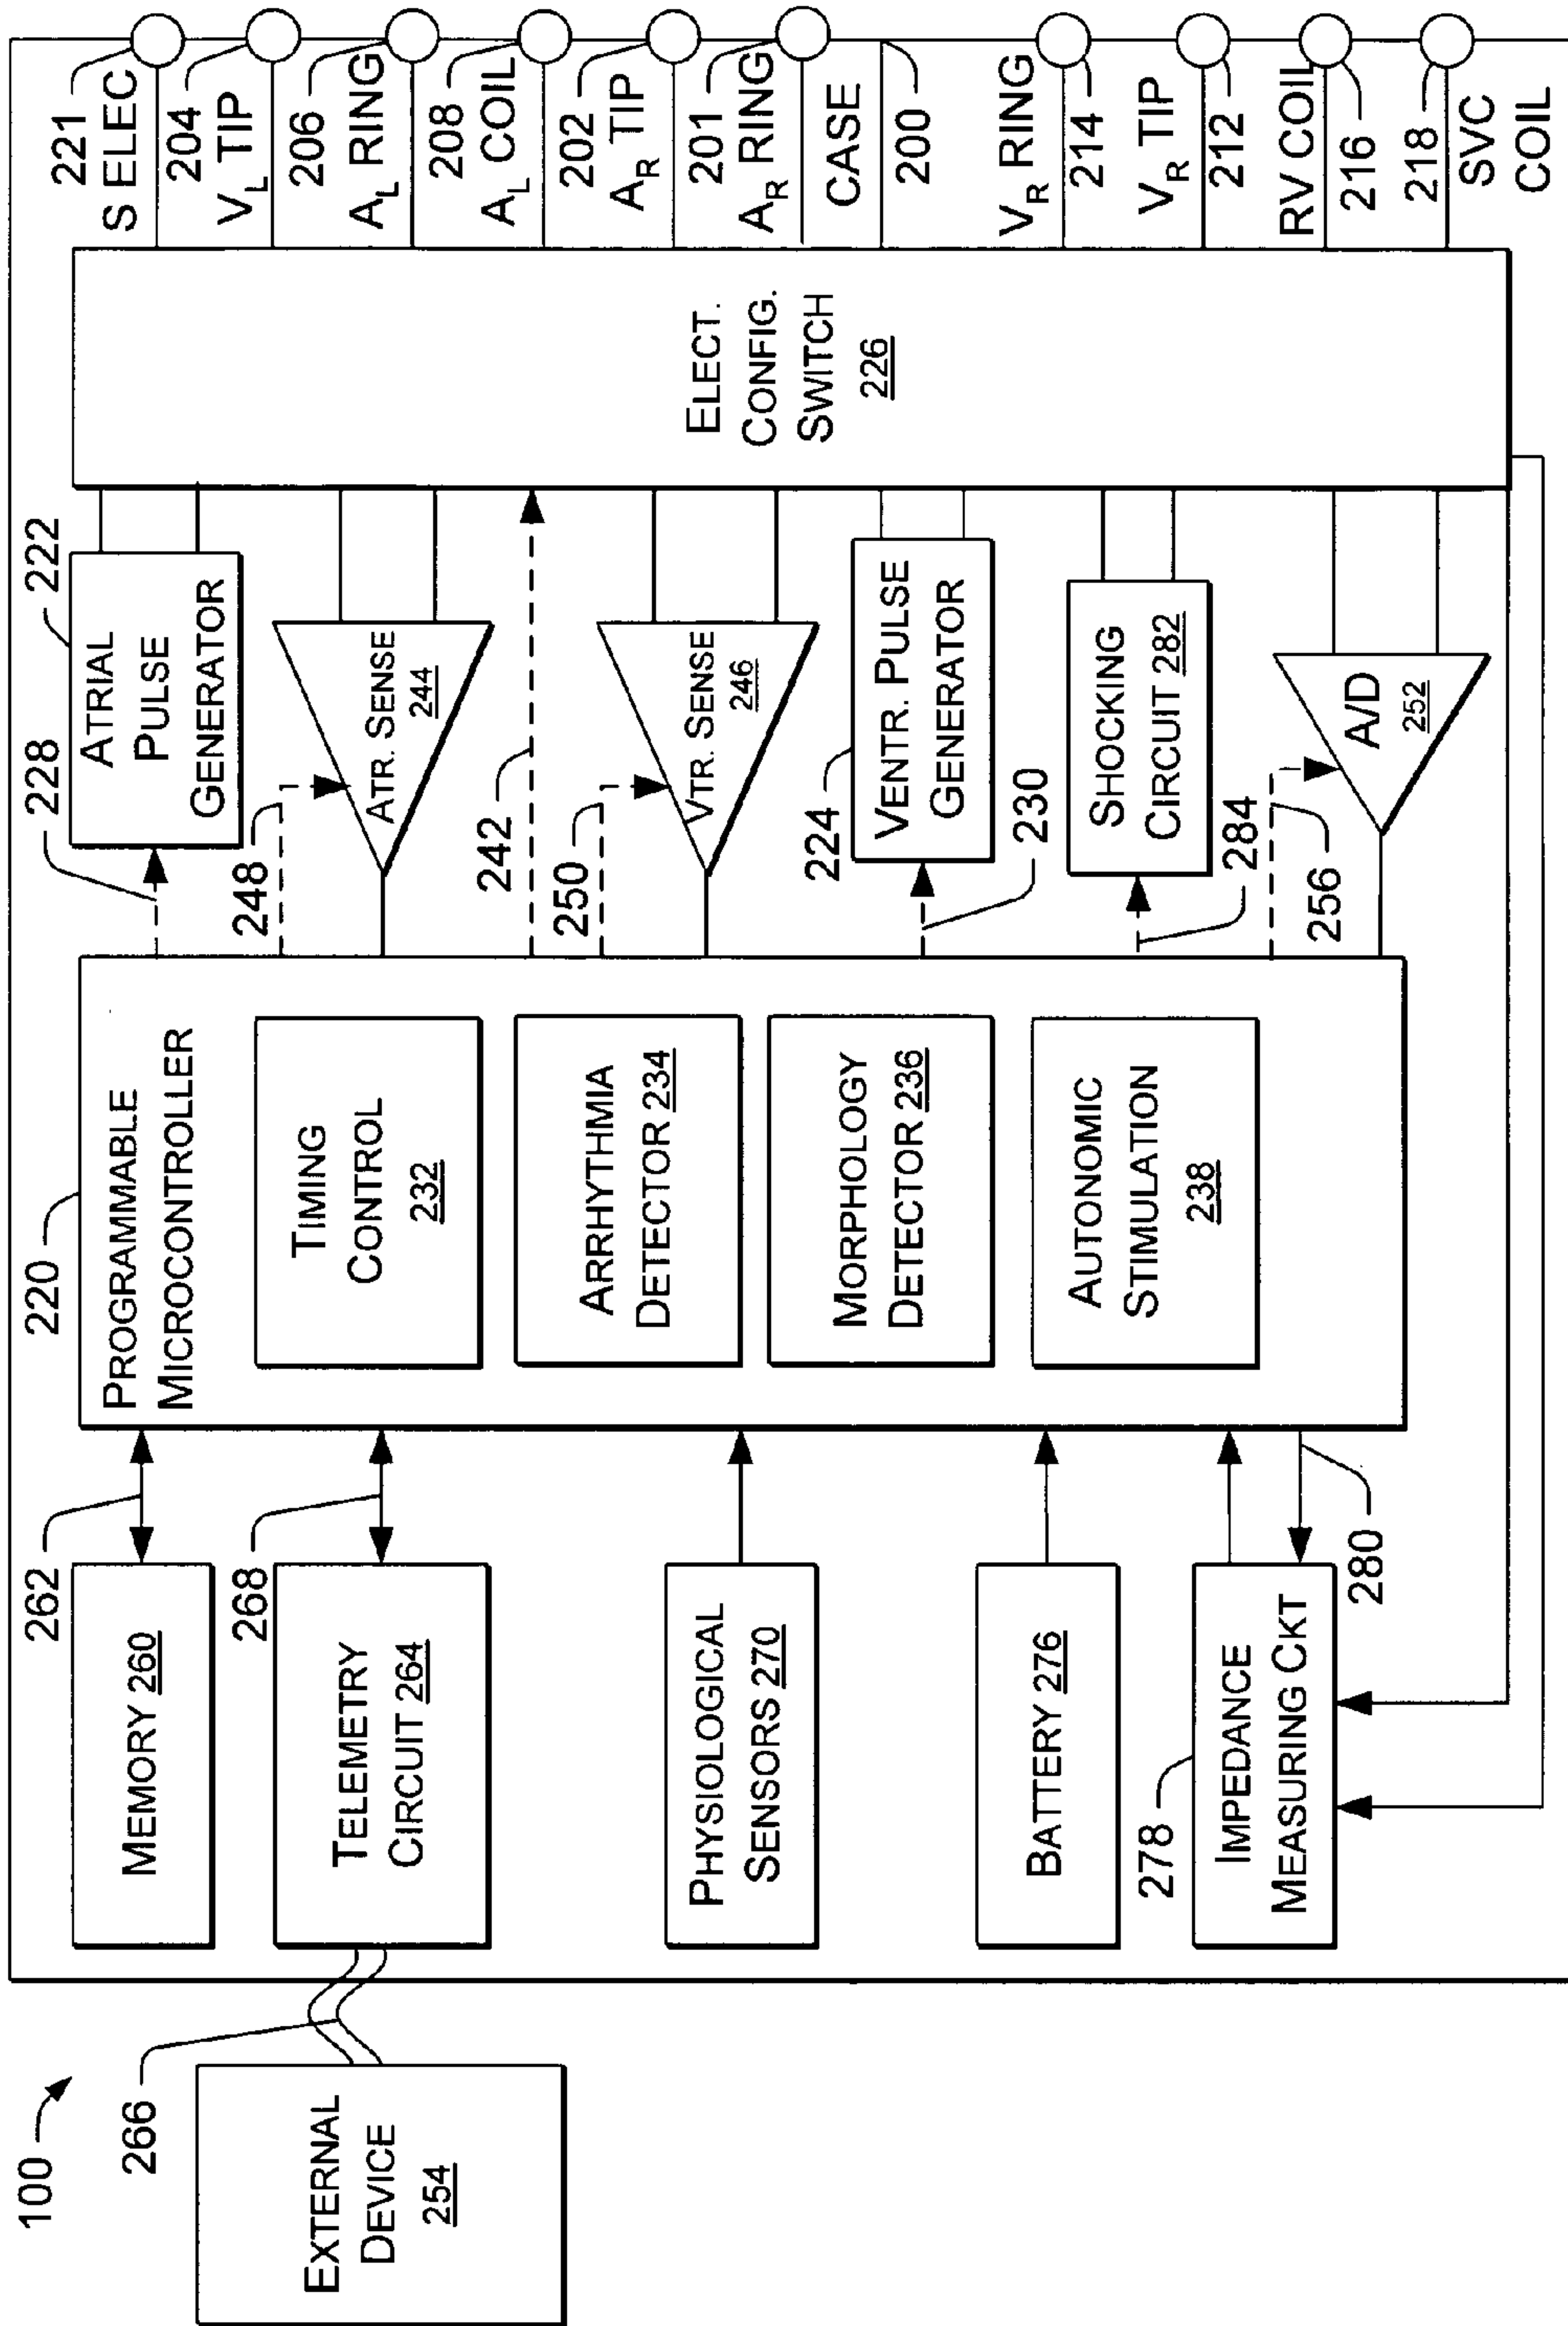 100
EXTERNAL
DEVICE
254
266
262
MEMORY 260
268
TELEMETRY
CIRCUIT 264
PHYSIOLOGICAL
SENSORS 270
BATTERY 276
278
IMPEDANCE
MEASURING CKT
280
220
PROGRAMMABLE
MICROCONTROLLER
TIMING
CONTROL
232
ARRHYTHMIA
DETECTOR 234
MORPHOLOGY
DETECTOR 236
AUTONOMIC
STIMULATION
238
228
222
ATRIAL
PULSE
GENERATOR
248
ATR. SENSE
244
242
250
VTR. SENSE
246
224
VENTR. PULSE
GENERATOR
230
SHOCKING
CIRCUIT 282
284
256
A/D
252
ELECT.
CONFIG.
SWITCH
226
221
S ELEC
204
VL TIP
206
AL RING
208
AL COIL
202
AR TIP
201
AR RING
CASE
200
VR RING
214
VR TIP
212
RV COIL
216
218
SVC
COIL